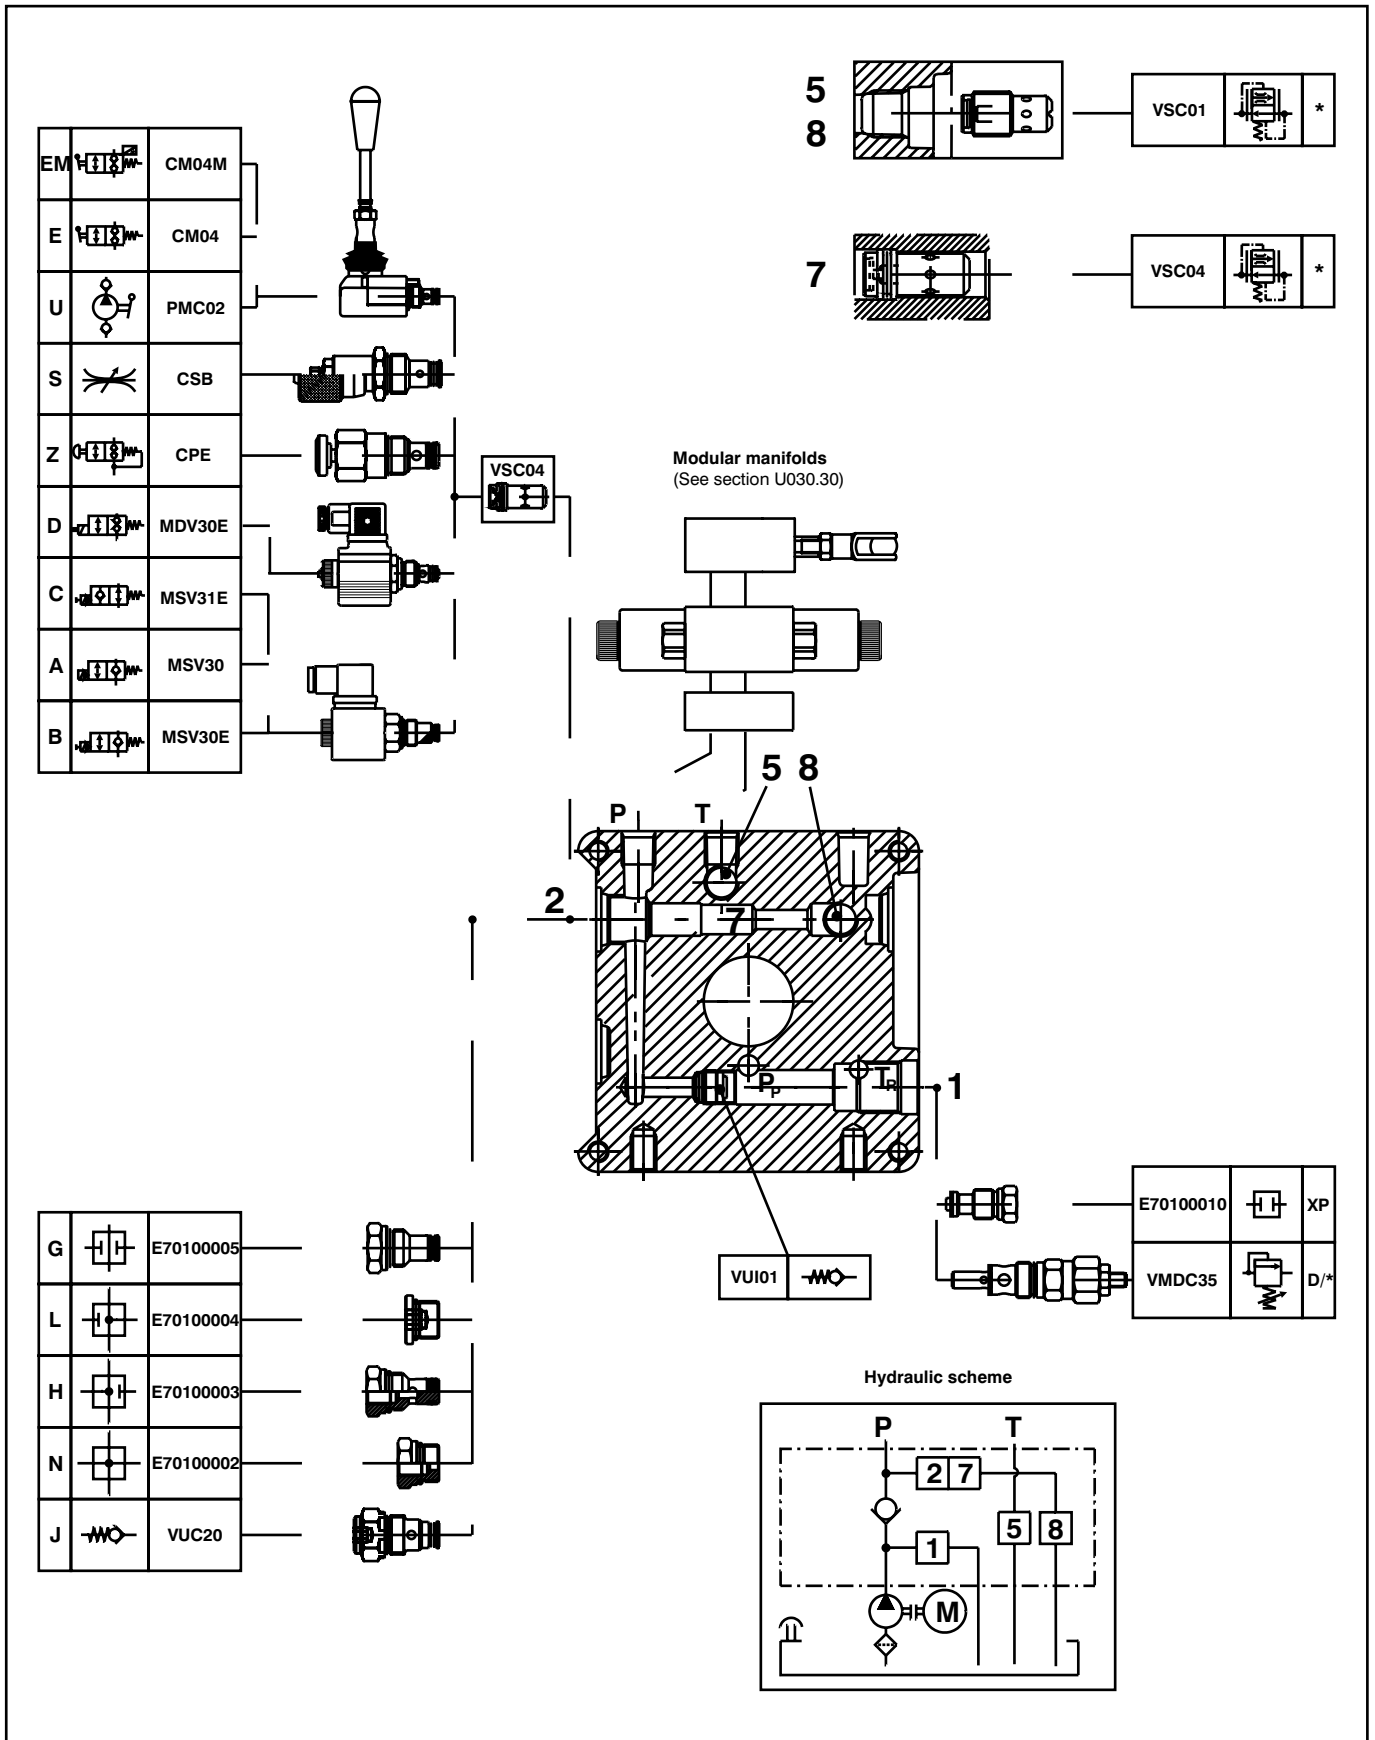 EM CM04M
E CM04
U PMC02
S CSB
Z CPE
D MDV30E
C MSV31E
A MSV30
B MSV30E
5
8
VSC01 *
7
VSC04 *
VSC04
Modular manifolds
(See section U030.30)
5 8
P T
2
7
PP TR
1
E70100010 XP
VMDC35 D/*
VUI01
G E70100005
L E70100004
H E70100003
N E70100002
J VUC20
Hydraulic scheme
P T
2 7
5 8
1
M